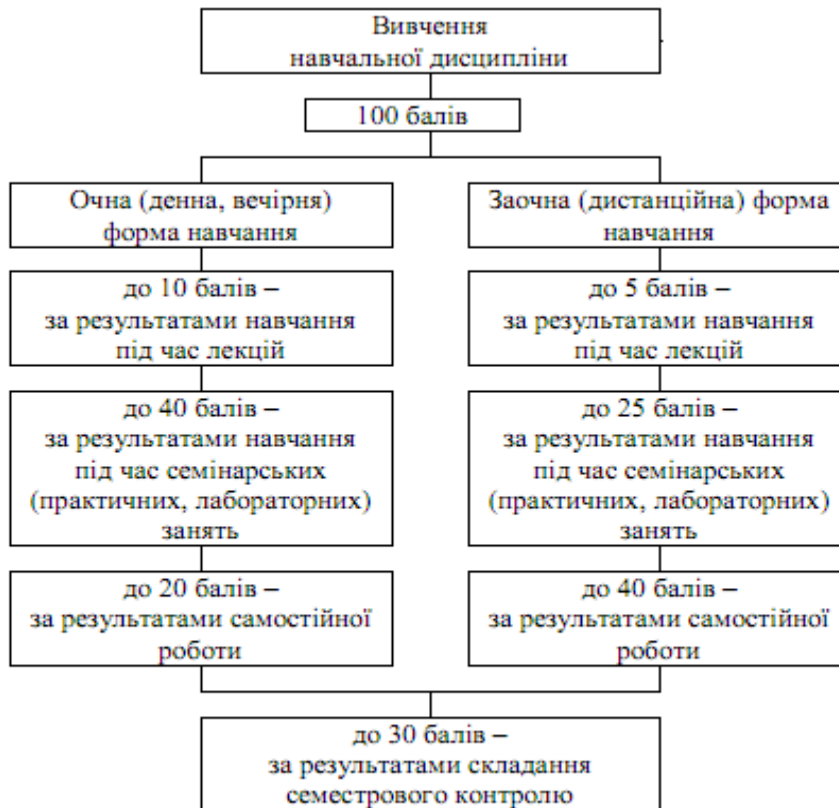 Вивчення
навчальної дисципліни
100 балів
Очна (денна, вечірня)
форма навчання
до 10 балів –
за результатами навчання
під час лекцій
до 40 балів –
за результатами навчання
під час семінарських
(практичних, лабораторних)
занять
до 20 балів –
за результатами самостійної
роботи
Заочна (дистанційна) форма
навчання
до 5 балів –
за результатами навчання
під час лекцій
до 25 балів –
за результатами навчання
під час семінарських
(практичних, лабораторних)
занять
до 40 балів –
за результатами самостійної
роботи
до 30 балів –
за результатами складання
семестрового контролю